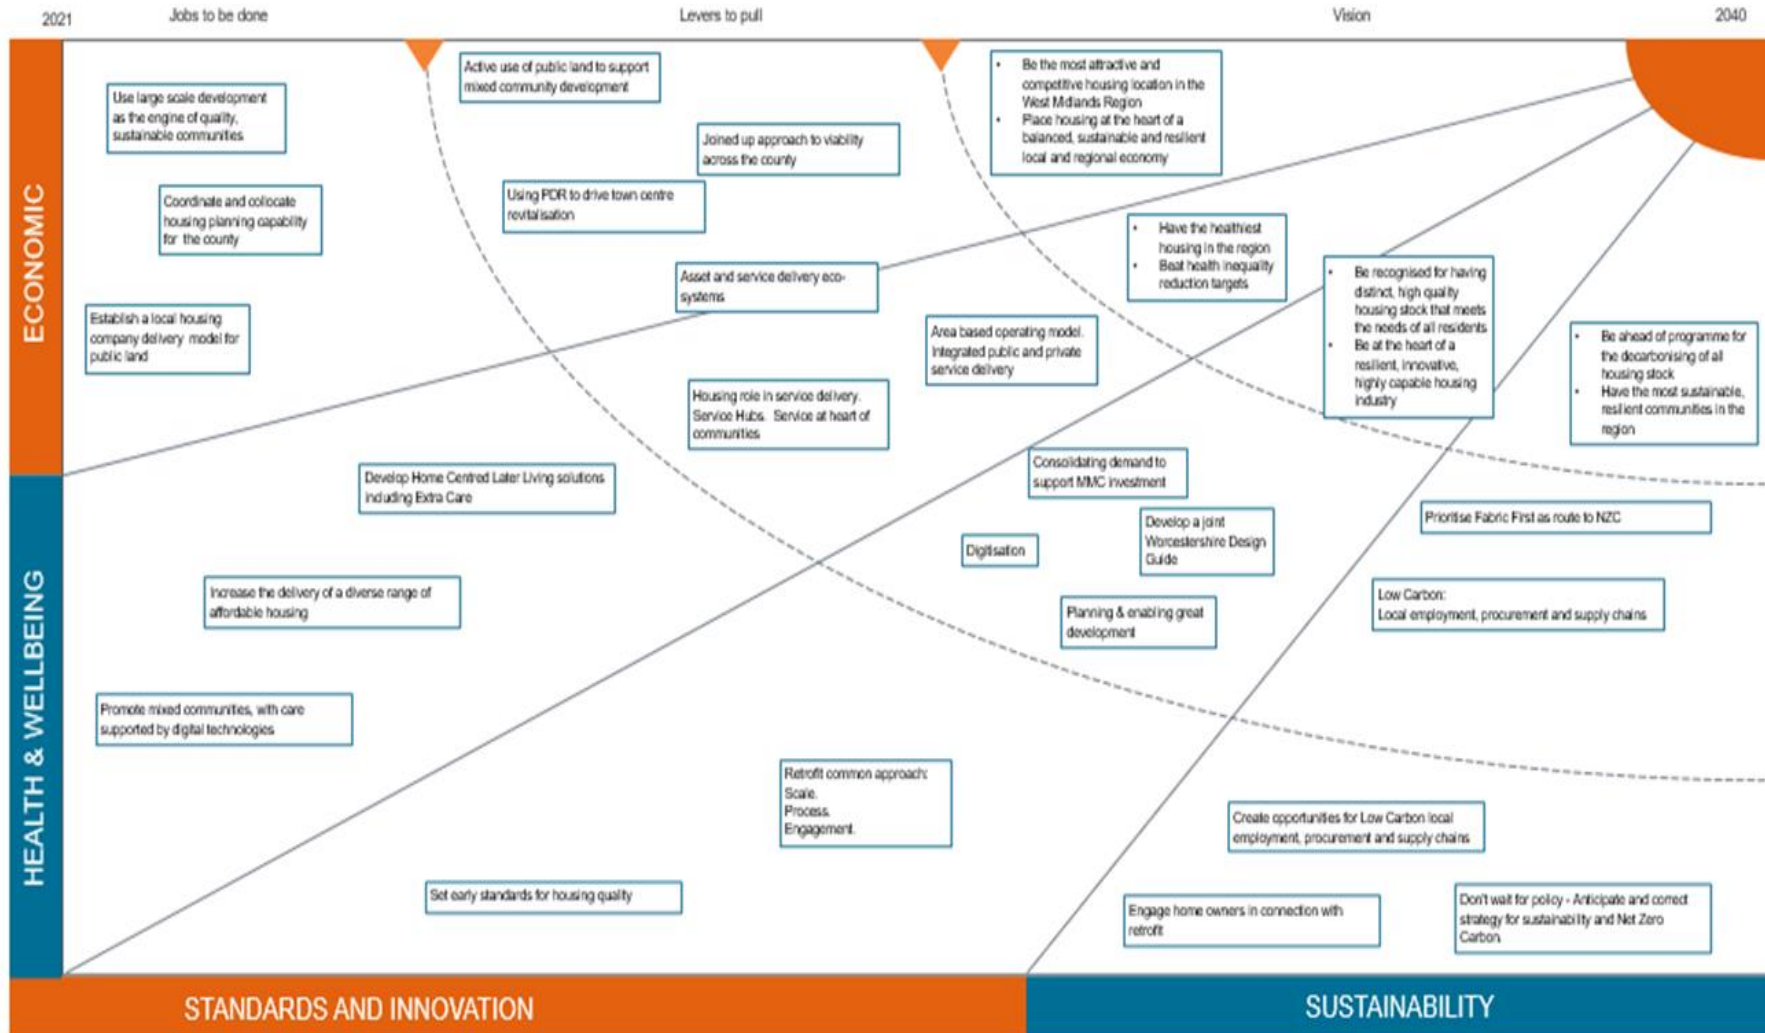 2021
Jobs to be done
Levers to pull
Vision
2040
ECONOMIC
HEALTH & WELLBEING
Use large scale development
as the engine of quality,
sustainable communities
Coordinate and collocate
housing planning capability
for the county
Establish a local housing
company delivery model for
public land
Active use of public land to support
mixed community development
Joined up approach to viability
across the county
Using PDR to drive town centre
revitalisation
Asset and service delivery eco-
systems
• Be the most attractive and
competitive housing location in the
West Midlands Region
• Place housing at the heart of a
balanced, sustainable and resilient
local and regional economy
• Have the healthiest
housing in the region
• Beat health inequality
reduction targets
• Be recognised for having
distinct, high quality
housing stock that meets
the needs of all residents
• Be at the heart of a
resilient, innovative,
highly capable housing
industry
• Be ahead of programme for
the decarbonising of all
housing stock
• Have the most sustainable,
resilient communities in the
region
Area based operating model.
Integrated public and private
service delivery
Housing role in service delivery.
Service Hubs. Service at heart of
communities
Develop Home Centred Later Living solutions
including Extra Care
Increase the delivery of a diverse range of
affordable housing
Promote mixed communities, with care
supported by digital technologies
Consolidating demand to
support MMC investment
Digitisation
Develop a joint
Worcestershire Design
Guide
Planning & enabling great
development
Prioritise Fabric First as route to NZC
Low Carbon:
Local employment, procurement and supply chains
Retrofit common approach:
Scale.
Process.
Engagement.
Set early standards for housing quality
Create opportunities for Low Carbon local
employment, procurement and supply chains
Engage home owners in connection with
retrofit
Don't wait for policy - Anticipate and correct
strategy for sustainability and Net Zero
Carbon.
STANDARDS AND INNOVATION
SUSTAINABILITY